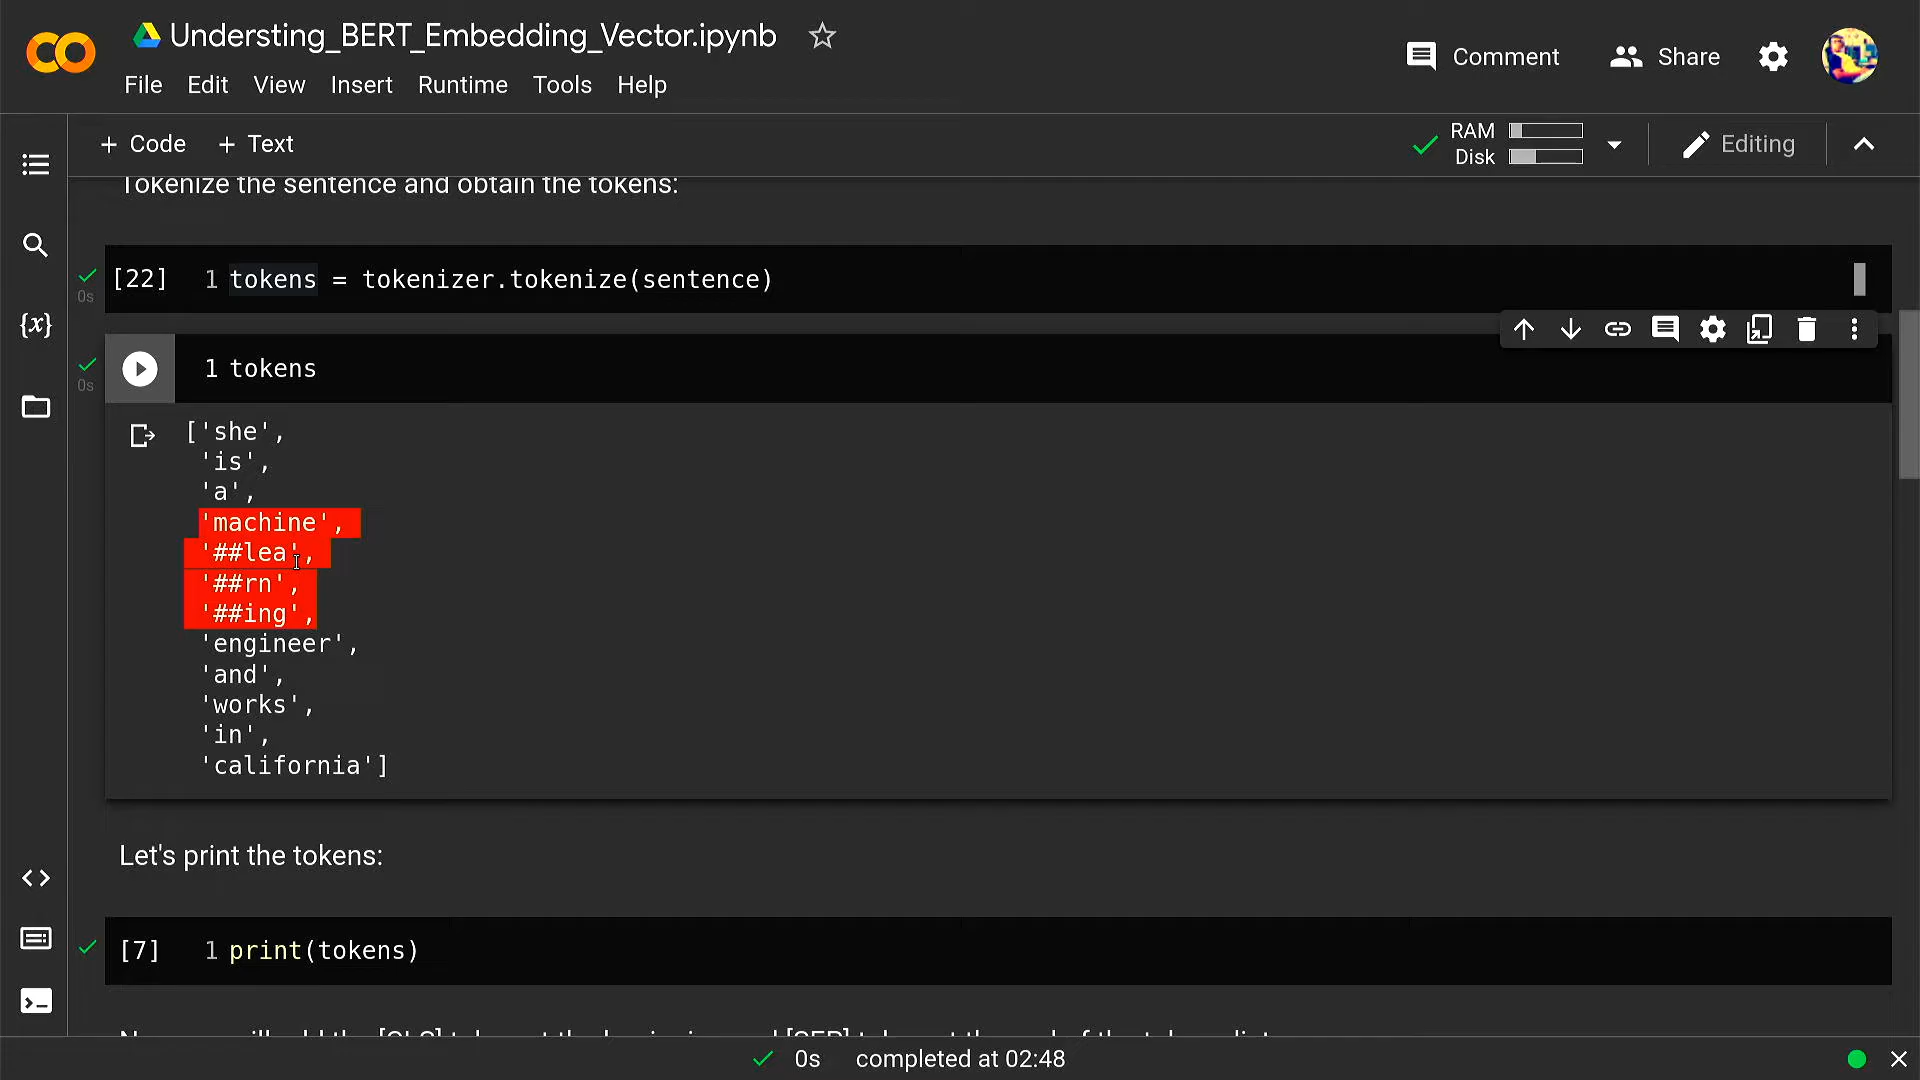 Understing_BERT_Embedding_Vector.ipynb
File Edit View Insert Runtime Tools Help
Comment
Share
+ Code + Text
RAM
Disk
Editing
Tokenize the sentence and obtain the tokens:
0s
[22] 1 tokens = tokenizer.tokenize(sentence)
{x}
0s
1 tokens
['she',
'is',
'a',
'machine',
'##lea',
'##rn',
'##ing',
'engineer',
'and',
'works',
'in',
'california']
Let's print the tokens:
[7] 1 print(tokens)
0s completed at 02:48